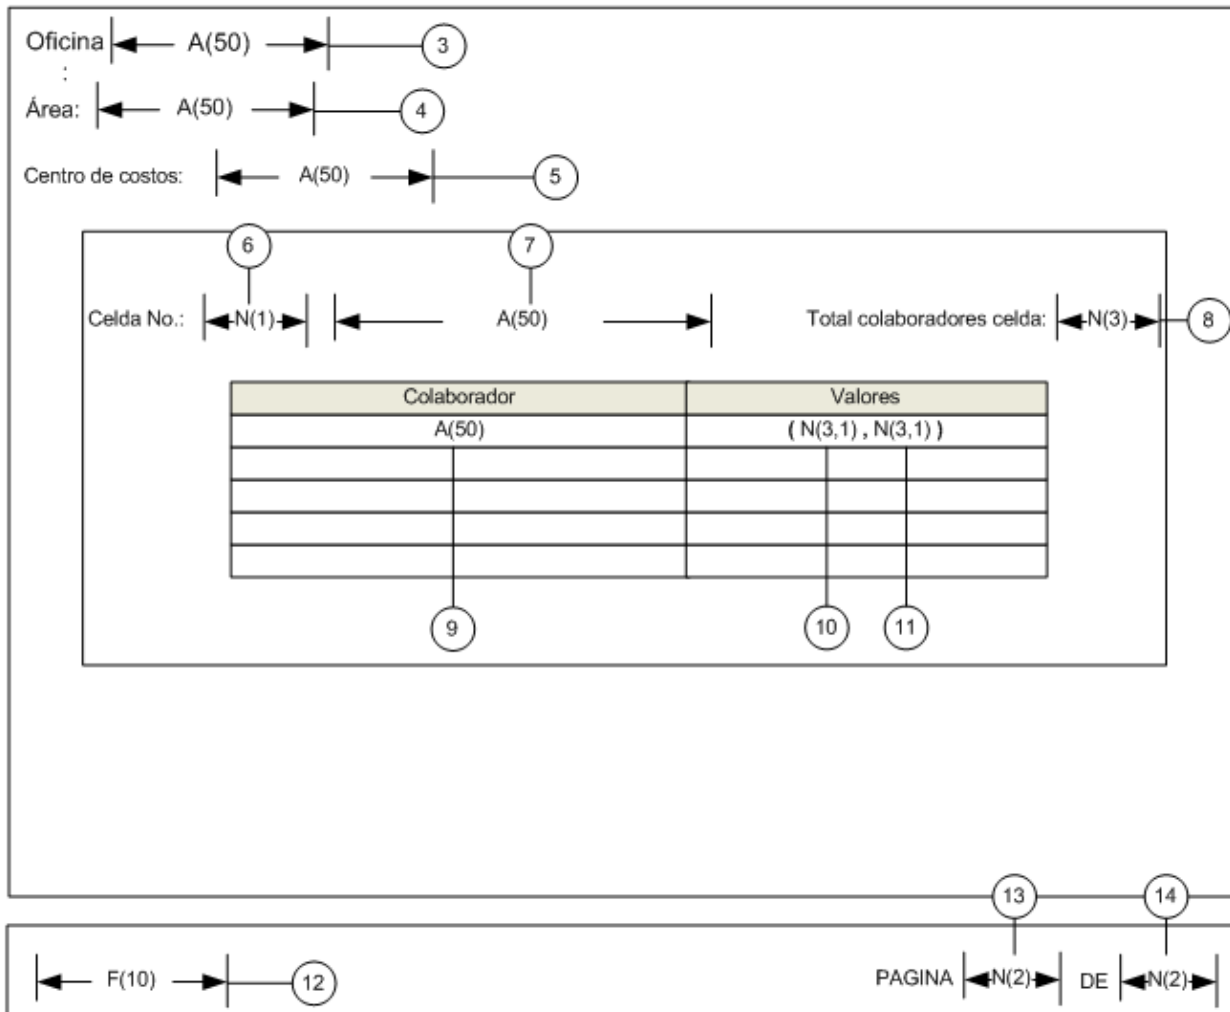 Oficina A(50) 3
:
Área: A(50) 4
Centro de costos: A(50) 5
6 7
Celda No.: N(1) A(50) Total colaboradores celda: N(3) 8
Colaborador Valores
A(50) ( N(3,1) , N(3,1) )
9 10 11
13 14
F(10) 12 PAGINA N(2) DE N(2)